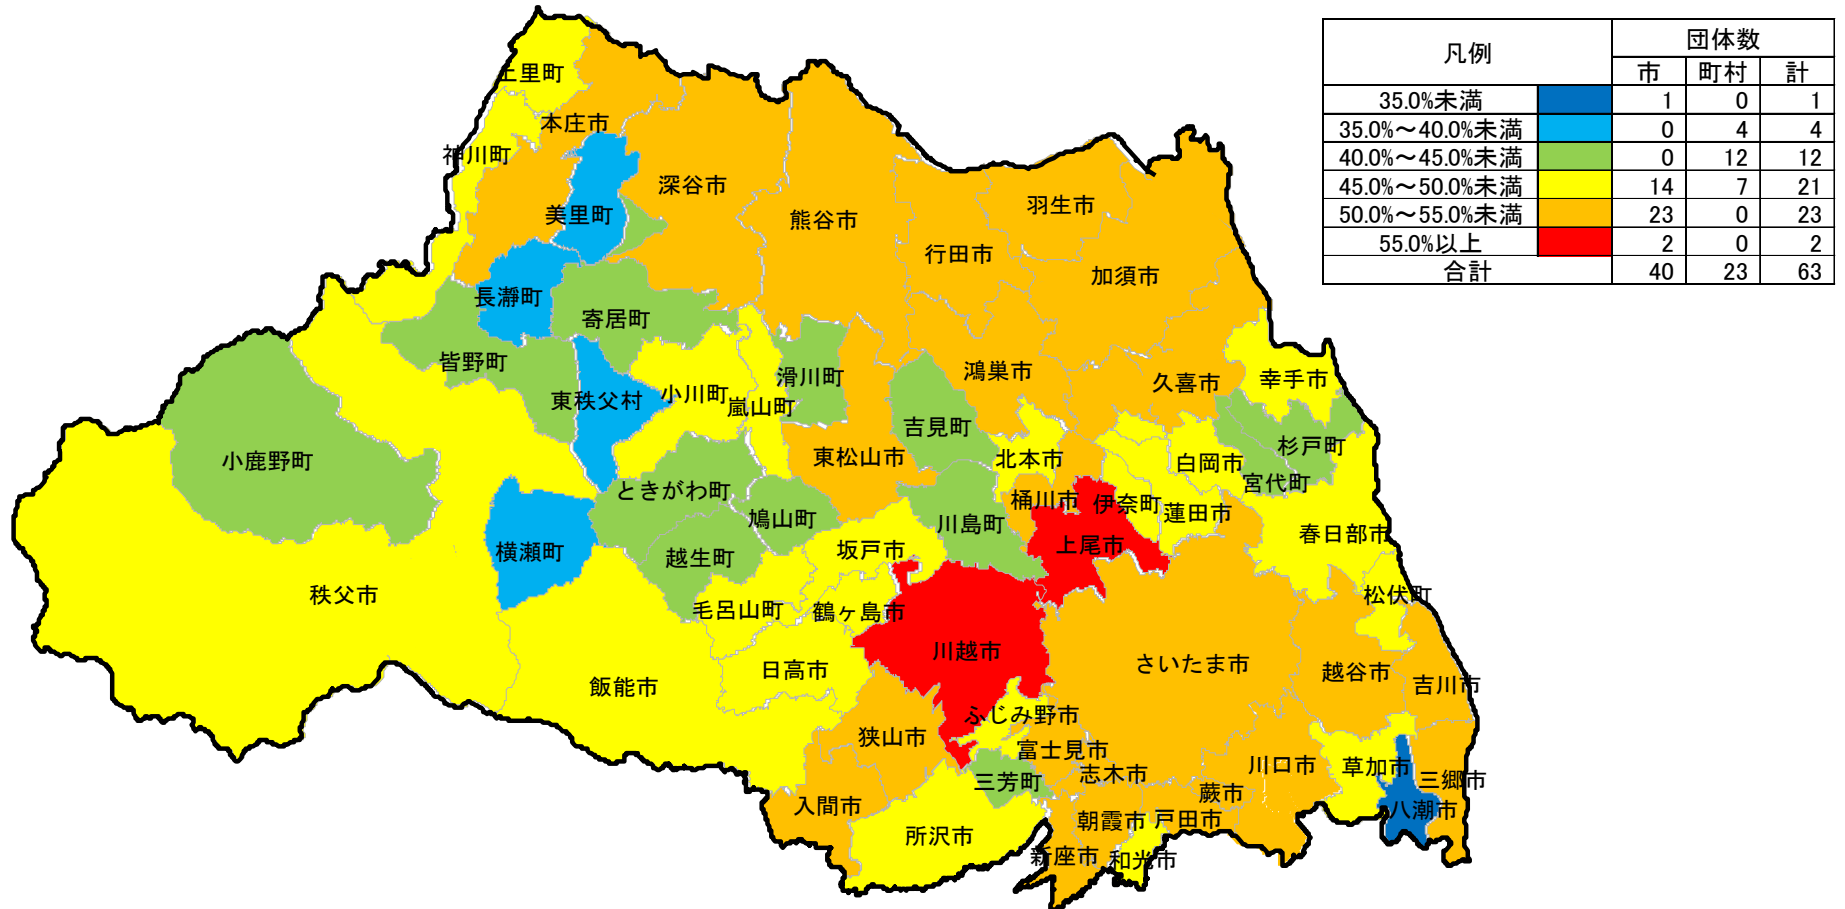 凡例
団体数
市 町村 計
35.0%未満 1 0 1
35.0%～40.0%未満 0 4 4
40.0%～45.0%未満 0 12 12
45.0%～50.0%未満 14 7 21
50.0%～55.0%未満 23 0 23
55.0%以上 2 0 2
合計 40 23 63
上里町
本庄市
神川町
深谷市
美里町
熊谷市
羽生市
行田市
加須市
長瀞町
寄居町
皆野町
鴻巣市
久喜市
幸手市
滑川町
東秩父村
小川町
嵐山町
吉見町
杉戸町
小鹿野町
東松山市
北本市
白岡市
宮代町
ときがわ町
鳩山町
川島町
桶川市
伊奈町
蓮田市
春日部市
横瀬町
越生町
坂戸市
上尾市
秩父市
毛呂山町
鶴ヶ島市
松伏町
川越市
さいたま市
越谷市
吉川市
飯能市
日高市
ふじみ野市
狭山市
富士見市
三芳町
志木市
川口市
草加市
三郷市
入間市
蕨市
八潮市
所沢市
朝霞市
戸田市
新座市
和光市